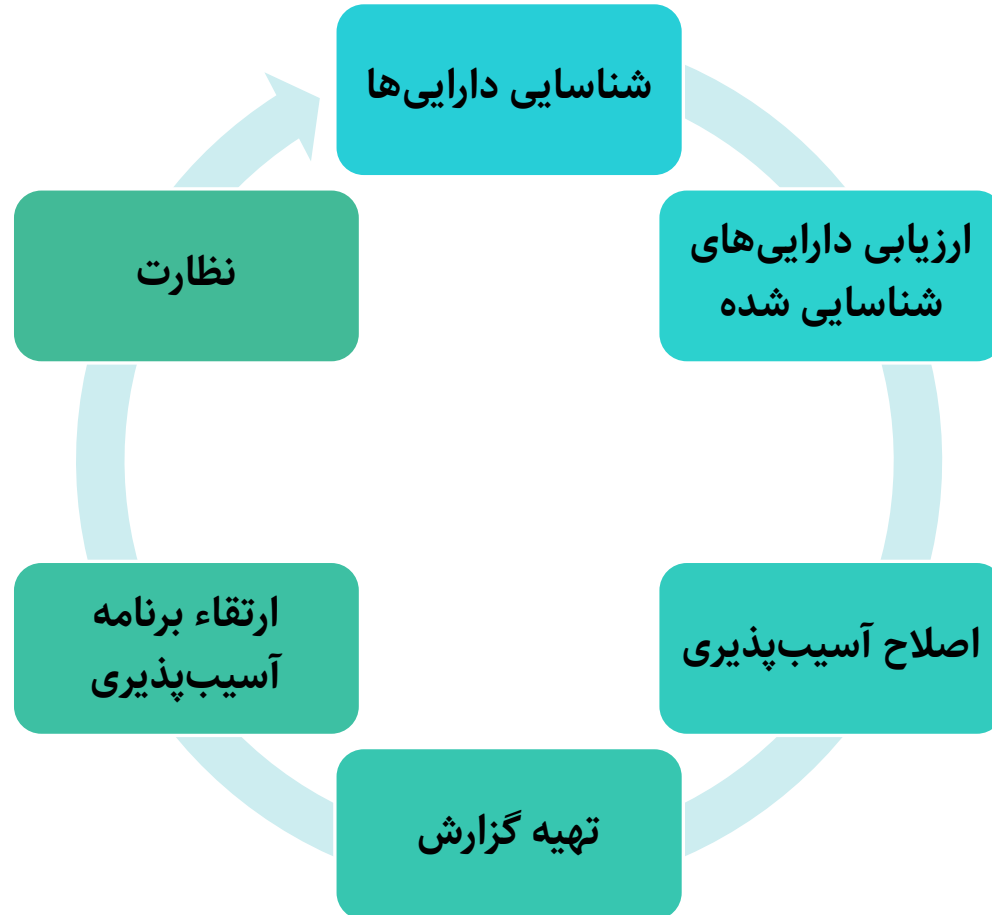 شناسایی دارایی‌ها
ارزیابی دارایی‌های
شناسایی شده
اصلاح آسیب‌پذیری
تهیه گزارش
ارتقاء برنامه
آسیب‌پذیری
نظارت